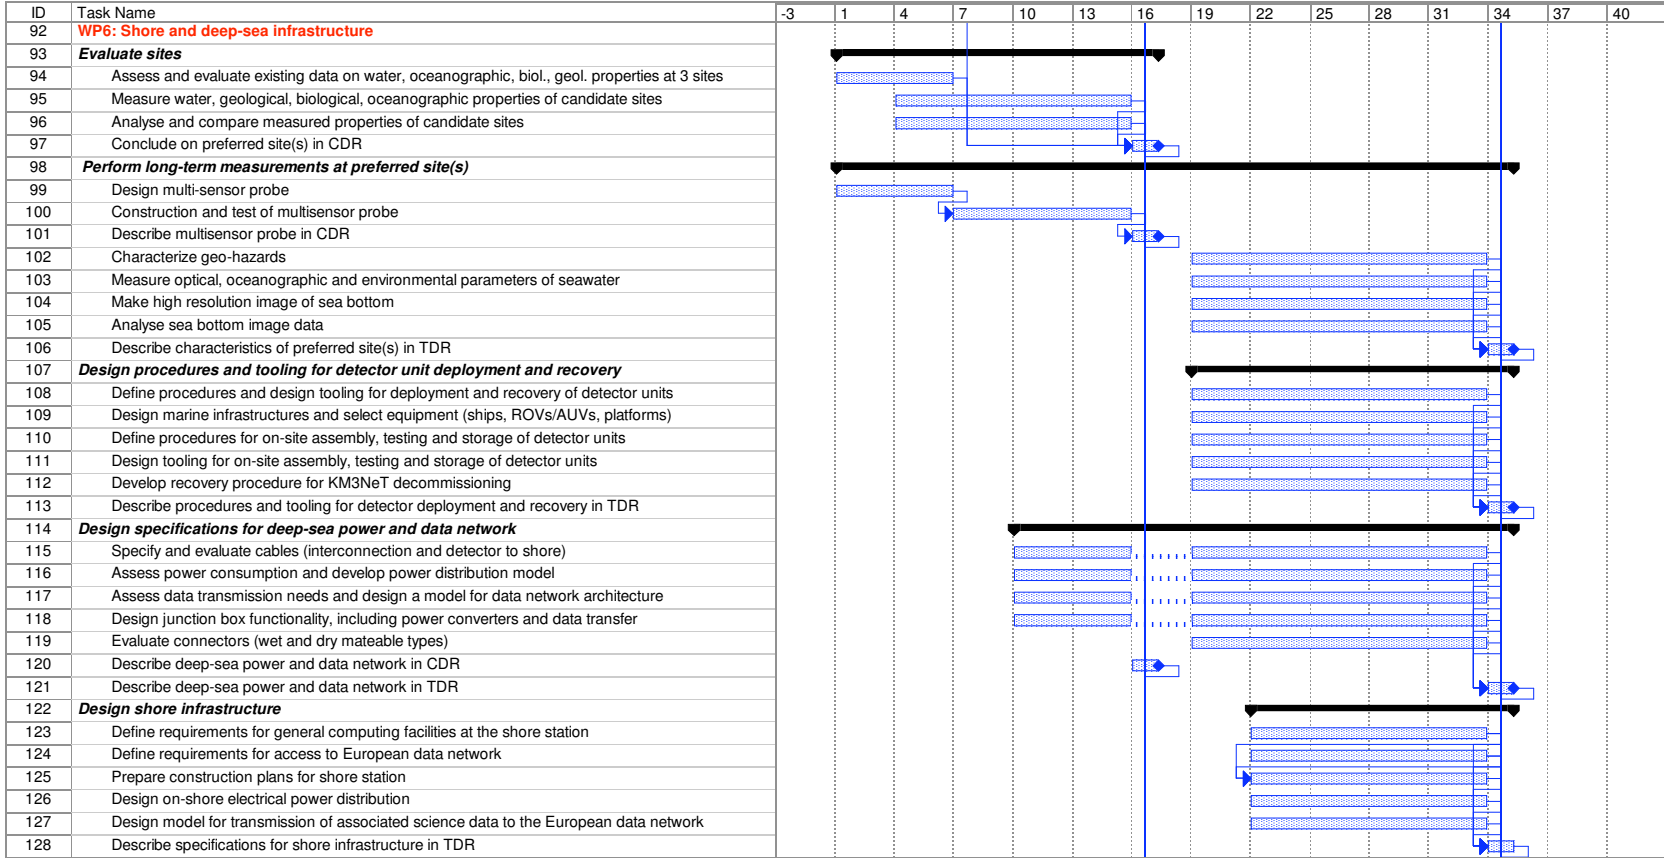 ID Task Name -3 1 4 7 10 13 16 19 22 25 28 31 34 37 40
92 WP6: Shore and deep-sea infrastructure
93 Evaluate sites
94 Assess and evaluate existing data on water, oceanographic, biol., geol. properties at 3 sites
95 Measure water, geological, biological, oceanographic properties of candidate sites
96 Analyse and compare measured properties of candidate sites
97 Conclude on preferred site(s) in CDR
98 Perform long-term measurements at preferred site(s)
99 Design multi-sensor probe
100 Construction and test of multisensor probe
101 Describe multisensor probe in CDR
102 Characterize geo-hazards
103 Measure optical, oceanographic and environmental parameters of seawater
104 Make high resolution image of sea bottom
105 Analyse sea bottom image data
106 Describe characteristics of preferred site(s) in TDR
107 Design procedures and tooling for detector unit deployment and recovery
108 Define procedures and design tooling for deployment and recovery of detector units
109 Design marine infrastructures and select equipment (ships, ROVs/AUVs, platforms)
110 Define procedures for on-site assembly, testing and storage of detector units
111 Design tooling for on-site assembly, testing and storage of detector units
112 Develop recovery procedure for KM3NeT decommissioning
113 Describe procedures and tooling for detector deployment and recovery in TDR
114 Design specifications for deep-sea power and data network
115 Specify and evaluate cables (interconnection and detector to shore)
116 Assess power consumption and develop power distribution model
117 Assess data transmission needs and design a model for data network architecture
118 Design junction box functionality, including power converters and data transfer
119 Evaluate connectors (wet and dry mateable types)
120 Describe deep-sea power and data network in CDR
121 Describe deep-sea power and data network in TDR
122 Design shore infrastructure
123 Define requirements for general computing facilities at the shore station
124 Define requirements for access to European data network
125 Prepare construction plans for shore station
126 Design on-shore electrical power distribution
127 Design model for transmission of associated science data to the European data network
128 Describe specifications for shore infrastructure in TDR